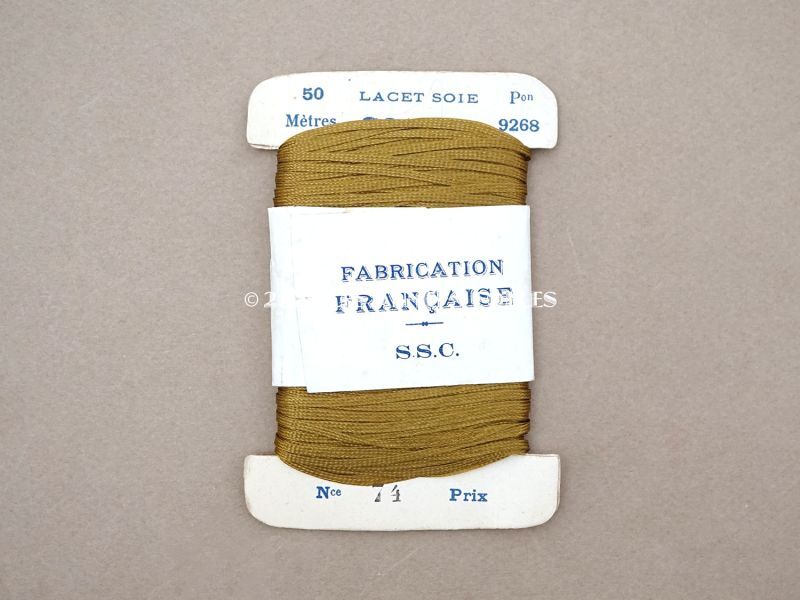 50 LACET SOIE Pon
Mètres 9268
FABRICATION
FRANÇAISE
S.S.C.
Nce 74 Prix